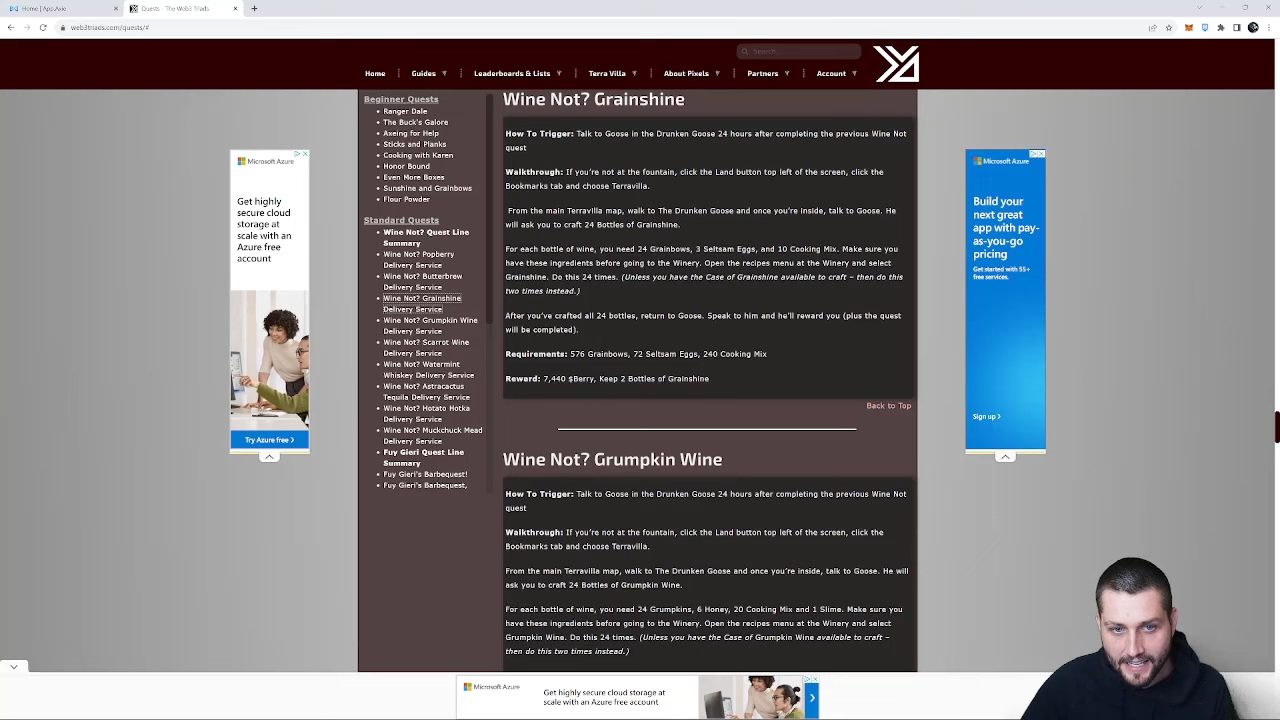 Home | App.Axie
Quests - The Web3 Triads
web3triads.com/quests/#
Search...
Home
Guides
Leaderboards & Lists
Terra Villa
About Pixels
Partners
Account
Beginner Quests
Ranger Dale
The Buck's Galore
Axeing for Help
Sticks and Planks
Cooking with Karen
Honor Bound
Even More Boxes
Sunshine and Grainbows
Flour Powder
Standard Quests
Wine Not? Quest Line
Summary
Wine Not? Popberry
Delivery Service
Wine Not? Butterbrew
Delivery Service
Wine Not? Grainshine
Delivery Service
Wine Not? Grumpkin Wine
Delivery Service
Wine Not? Scarrot Wine
Delivery Service
Wine Not? Watermint
Whiskey Delivery Service
Wine Not? Astracactus
Tequila Delivery Service
Wine Not? Hotato Hotka
Delivery Service
Wine Not? Muckchuck Mead
Delivery Service
Fuy Gieri Quest Line
Summary
Fuy Gieri's Barbequest!
Fuy Gieri's Barbequest,
Wine Not? Grainshine
How To Trigger: Talk to Goose in the Drunken Goose 24 hours after completing the previous Wine Not
quest
Walkthrough: If you're not at the fountain, click the Land button top left of the screen, click the
Bookmarks tab and choose Terravilla.
From the main Terravilla map, walk to The Drunken Goose and once you're inside, talk to Goose. He
will ask you to craft 24 Bottles of Grainshine.
For each bottle of wine, you need 24 Grainbows, 3 Seltsam Eggs, and 10 Cooking Mix. Make sure you
have these ingredients before going to the Winery. Open the recipes menu at the Winery and select
Grainshine. Do this 24 times. (Unless you have the Case of Grainshine available to craft – then do this
two times instead.)
After you've crafted all 24 bottles, return to Goose. Speak to him and he'll reward you (plus the quest
will be completed).
Requirements: 576 Grainbows, 72 Seltsam Eggs, 240 Cooking Mix
Reward: 7,440 $Berry, Keep 2 Bottles of Grainshine
Back to Top
Wine Not? Grumpkin Wine
How To Trigger: Talk to Goose in the Drunken Goose 24 hours after completing the previous Wine Not
quest
Walkthrough: If you're not at the fountain, click the Land button top left of the screen, click the
Bookmarks tab and choose Terravilla.
From the main Terravilla map, walk to The Drunken Goose and once you're inside, talk to Goose. He will
ask you to craft 24 Bottles of Grumpkin Wine.
For each bottle of wine, you need 24 Grumpkins, 6 Honey, 20 Cooking Mix and 1 Slime. Make sure you
have these ingredients before going to the Winery. Open the recipes menu at the Winery and select
Grumpkin Wine. Do this 24 times. (Unless you have the Case of Grumpkin Wine available to craft –
then do this two times instead.)
Microsoft Azure
Get highly
secure cloud
storage at
scale with an
Azure free
account
Try Azure free
Microsoft Azure
Build your
next great
app with pay-
as-you-go
pricing
Get started with 55+
free services.
Sign up
Microsoft Azure
Get highly secure cloud storage at
scale with an Azure free account